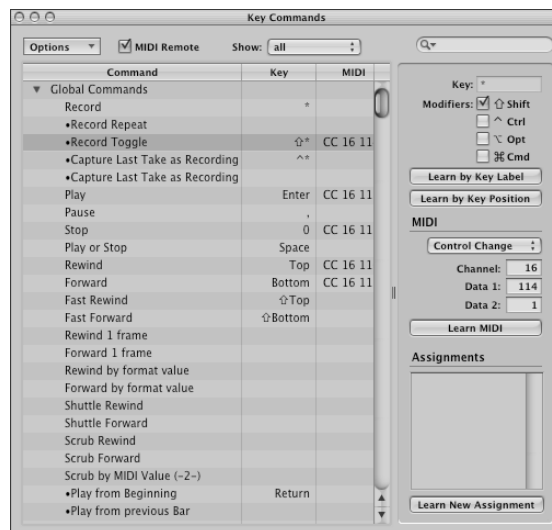 Key Commands
Options ▼ ☑ MIDI Remote Show: all
Command Key MIDI
▼ Global Commands
Record *
•Record Repeat
•Record Toggle ⇧* CC 16 11
•Capture Last Take as Recording ^*
•Capture Last Take as Recording
Play Enter CC 16 11
Pause ,
Stop 0 CC 16 11
Play or Stop Space
Rewind Top CC 16 11
Forward Bottom CC 16 11
Fast Rewind ⇧Top
Fast Forward ⇧Bottom
Rewind 1 frame
Forward 1 frame
Rewind by format value
Forward by format value
Shuttle Rewind
Shuttle Forward
Scrub Rewind
Scrub Forward
Scrub by MIDI Value (-2-)
•Play from Beginning Return
•Play from previous Bar
Key: *
Modifiers: ☑ ⇧ Shift
^ Ctrl
⌥ Opt
⌘ Cmd
Learn by Key Label
Learn by Key Position
MIDI
Control Change
Channel: 16
Data 1: 114
Data 2: 1
Learn MIDI
Assignments
Learn New Assignment